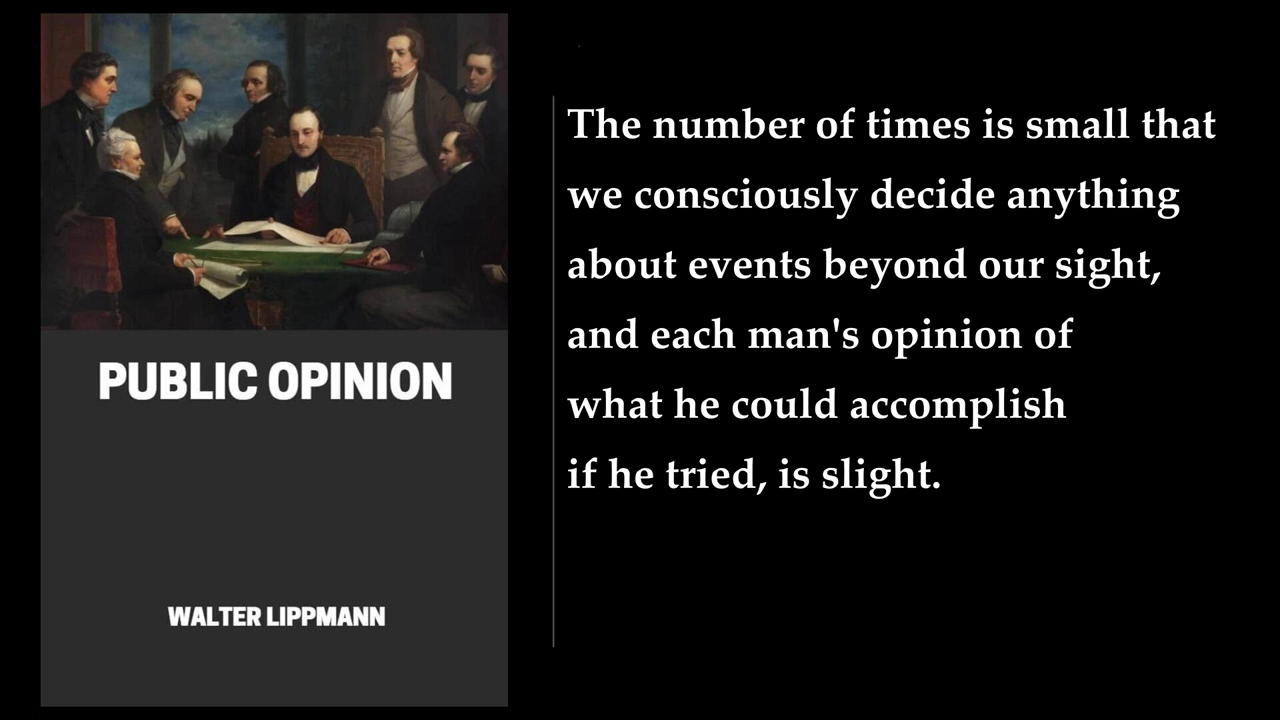 PUBLIC OPINION
WALTER LIPPMANN
The number of times is small that
we consciously decide anything
about events beyond our sight,
and each man's opinion of
what he could accomplish
if he tried, is slight.